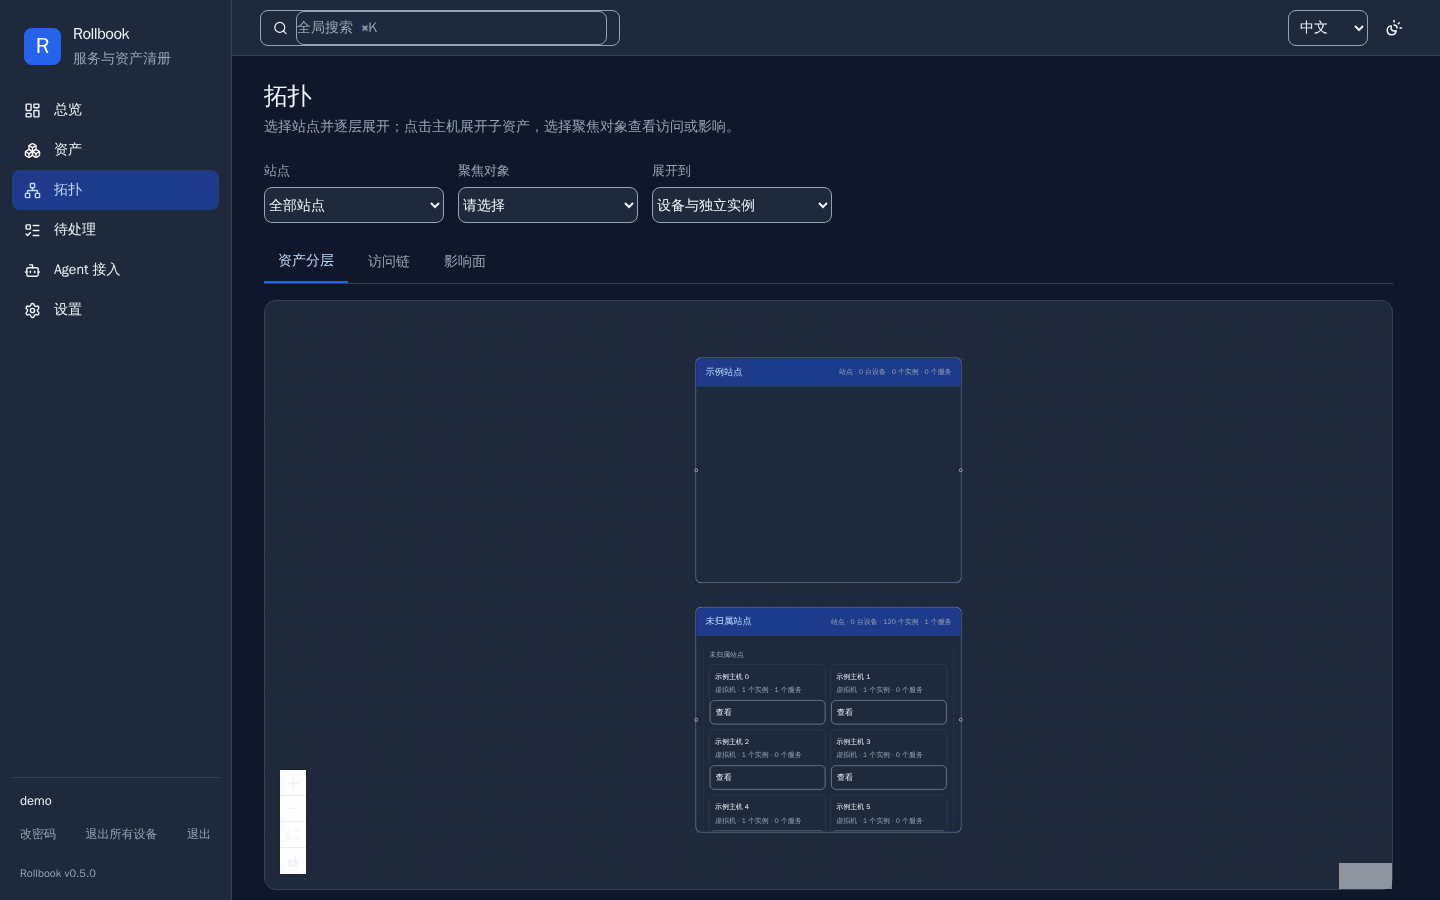 R
Rollbook
服务与资产清册
总览
资产
拓扑
待处理
Agent 接入
设置
demo
改密码 退出所有设备 退出
Rollbook v0.5.0
全局搜索 ⌘K
中文
拓扑
选择站点并逐层展开；点击主机展开子资产，选择聚焦对象查看访问或影响。
站点 聚焦对象 展开到
全部站点 请选择 设备与独立实例
资产分层 访问链 影响面
示例站点 站点 · 0 台设备 · 0 个实例 · 0 个服务
未归属站点 站点 · 0 台设备 · 120 个实例 · 1 个服务
未归属站点
示例主机 0 示例主机 1
虚拟机 · 1 个实例 · 1 个服务 虚拟机 · 1 个实例 · 0 个服务
查看 查看
示例主机 2 示例主机 3
虚拟机 · 1 个实例 · 0 个服务 虚拟机 · 1 个实例 · 0 个服务
查看 查看
示例主机 4 示例主机 5
虚拟机 · 1 个实例 · 0 个服务 虚拟机 · 1 个实例 · 0 个服务